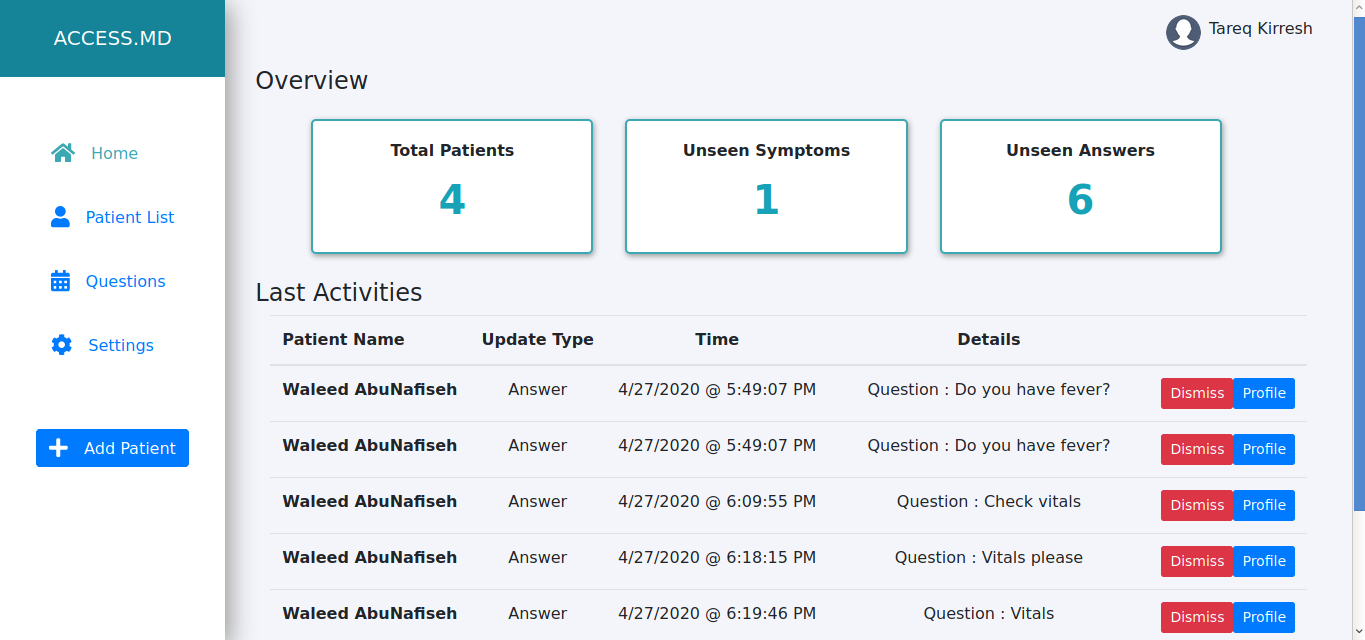 ACCESS.MD
Tareq Kirresh
Home
Patient List
Questions
Settings
Add Patient
Overview
Total Patients
4
Unseen Symptoms
1
Unseen Answers
6
Last Activities
Patient Name Update Type Time Details
Waleed AbuNafiseh Answer 4/27/2020 @ 5:49:07 PM Question : Do you have fever? Dismiss Profile
Waleed AbuNafiseh Answer 4/27/2020 @ 5:49:07 PM Question : Do you have fever? Dismiss Profile
Waleed AbuNafiseh Answer 4/27/2020 @ 6:09:55 PM Question : Check vitals Dismiss Profile
Waleed AbuNafiseh Answer 4/27/2020 @ 6:18:15 PM Question : Vitals please Dismiss Profile
Waleed AbuNafiseh Answer 4/27/2020 @ 6:19:46 PM Question : Vitals Dismiss Profile